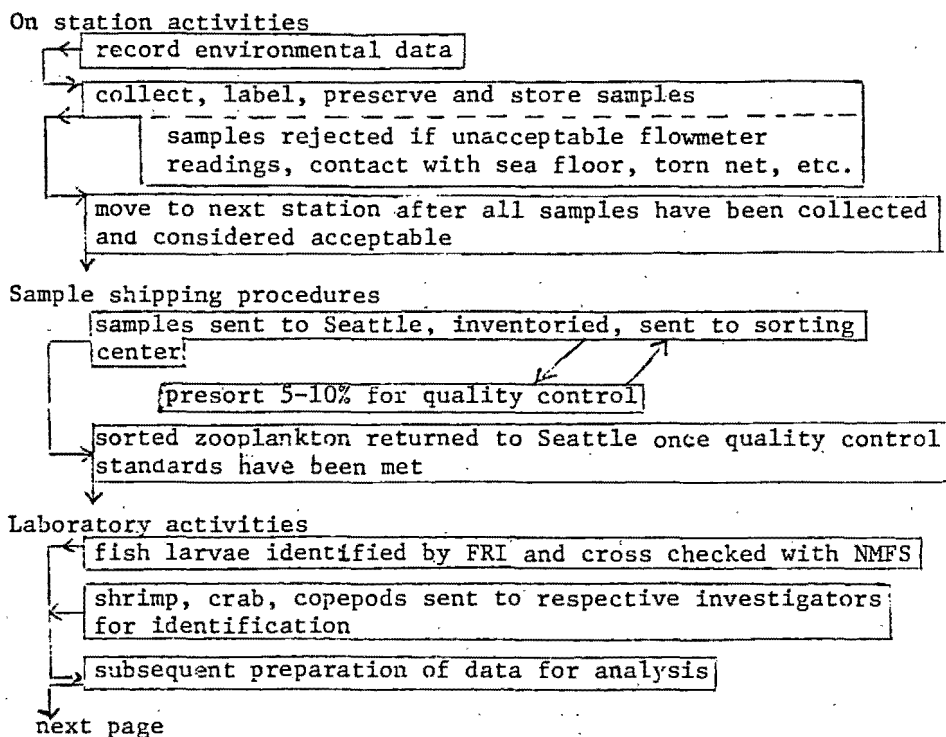 On station activities
record environmental data
collect, label, preserve and store samples
samples rejected if unacceptable flowmeter
readings, contact with sea floor, torn net, etc.
move to next station after all samples have been collected
and considered acceptable
Sample shipping procedures
samples sent to Seattle, inventoried, sent to sorting
center
presort 5-10% for quality control
sorted zooplankton returned to Seattle once quality control
standards have been met
Laboratory activities
fish larvae identified by FRI and cross checked with NMFS
shrimp, crab, copepods sent to respective investigators
for identification
subsequent preparation of data for analysis
next page